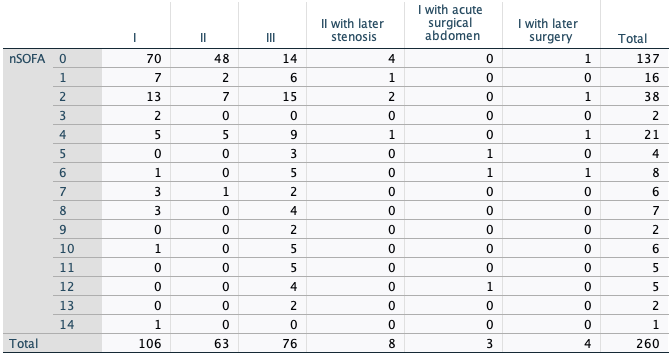 I II III II with later stenosis I with acute surgical abdomen I with later surgery Total
nSOFA 0 70 48 14 4 0 1 137
1 7 2 6 1 0 0 16
2 13 7 15 2 0 1 38
3 2 0 0 0 0 0 2
4 5 5 9 1 0 1 21
5 0 0 3 0 1 0 4
6 1 0 5 0 1 1 8
7 3 1 2 0 0 0 6
8 3 0 4 0 0 0 7
9 0 0 2 0 0 0 2
10 1 0 5 0 0 0 6
11 0 0 5 0 0 0 5
12 0 0 4 0 1 0 5
13 0 0 2 0 0 0 2
14 1 0 0 0 0 0 1
Total 106 63 76 8 3 4 260